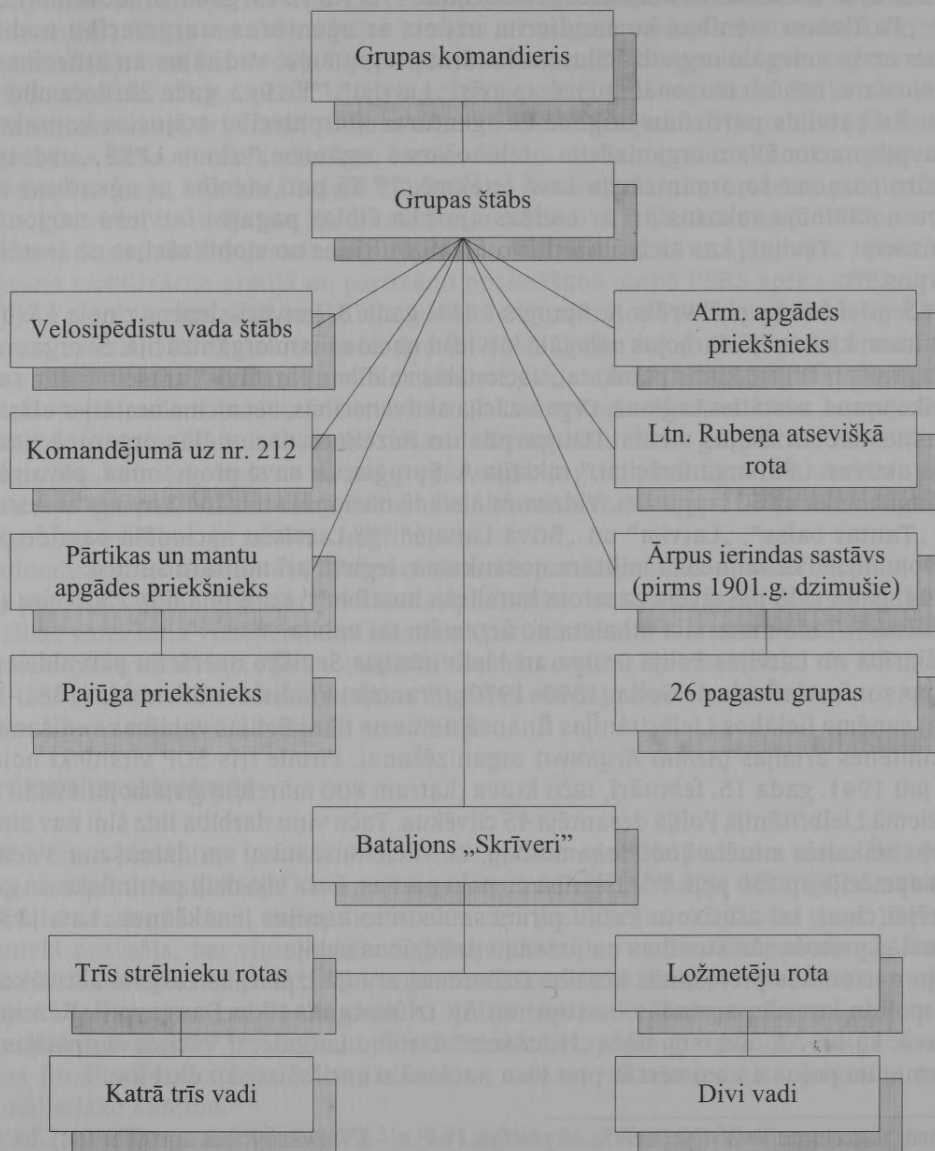 Grupas komandieris
Grupas štābs
Velosipēdistu vada štābs
Arm. apgādes
priekšnieks
Komandējumā uz nr. 212
Ltn. Rubeņa atsevišķā
rota
Pārtikas un mantu
apgādes priekšnieks
Ārpus ierindas sastāvs
(pirms 1901.g. dzimušie)
Pajūga priekšnieks
26 pagastu grupas
Bataljons „Skrīveri”
Trīs strēlnieku rotas
Ložmetēju rota
Katrā trīs vadi
Divi vadi